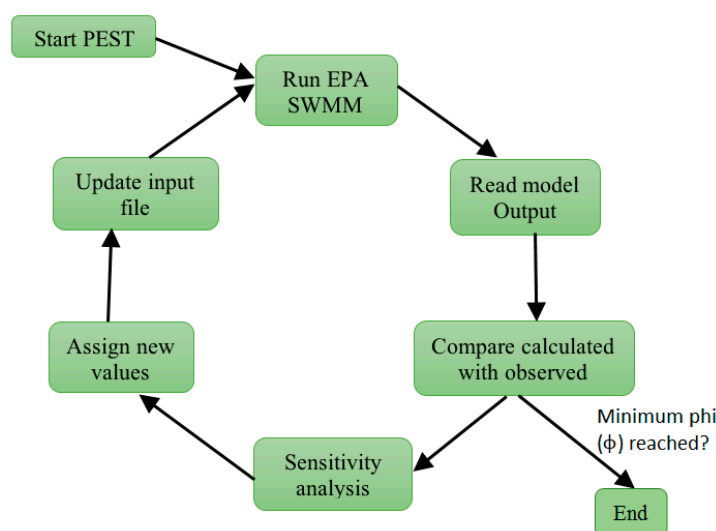 Start PEST
Run EPA
SWMM
Read model
Output
Compare calculated
with observed
Minimum phi
(ϕ) reached?
End
Sensitivity
analysis
Assign new
values
Update input
file